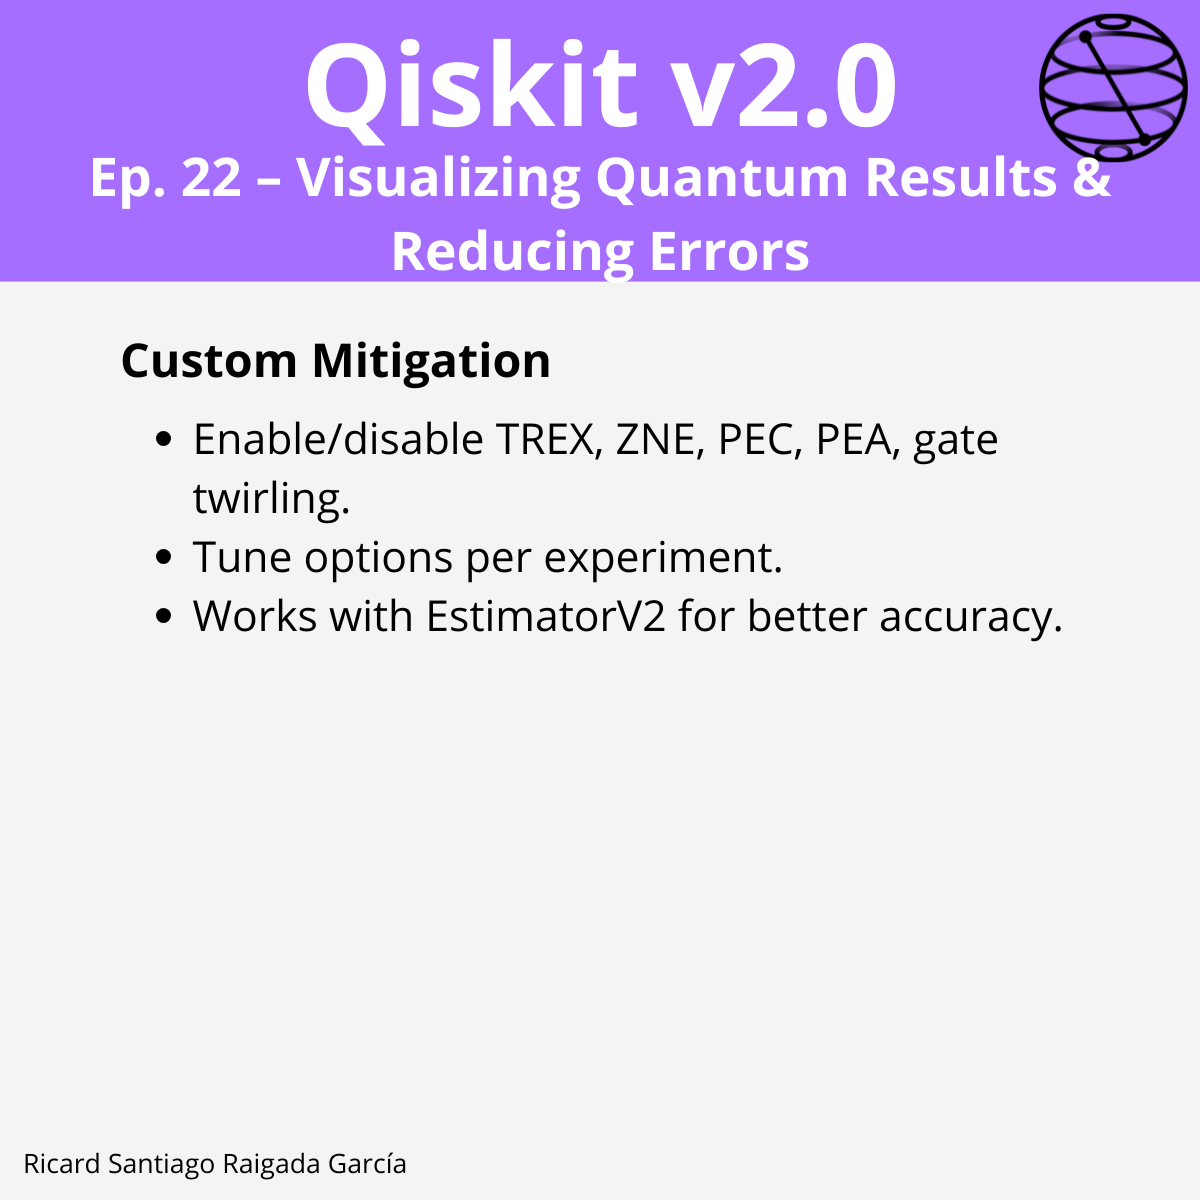 Qiskit v2.0
Ep. 22 – Visualizing Quantum Results &
Reducing Errors
Custom Mitigation
• Enable/disable TREX, ZNE, PEC, PEA, gate
twirling.
• Tune options per experiment.
• Works with EstimatorV2 for better accuracy.
Ricard Santiago Raigada García